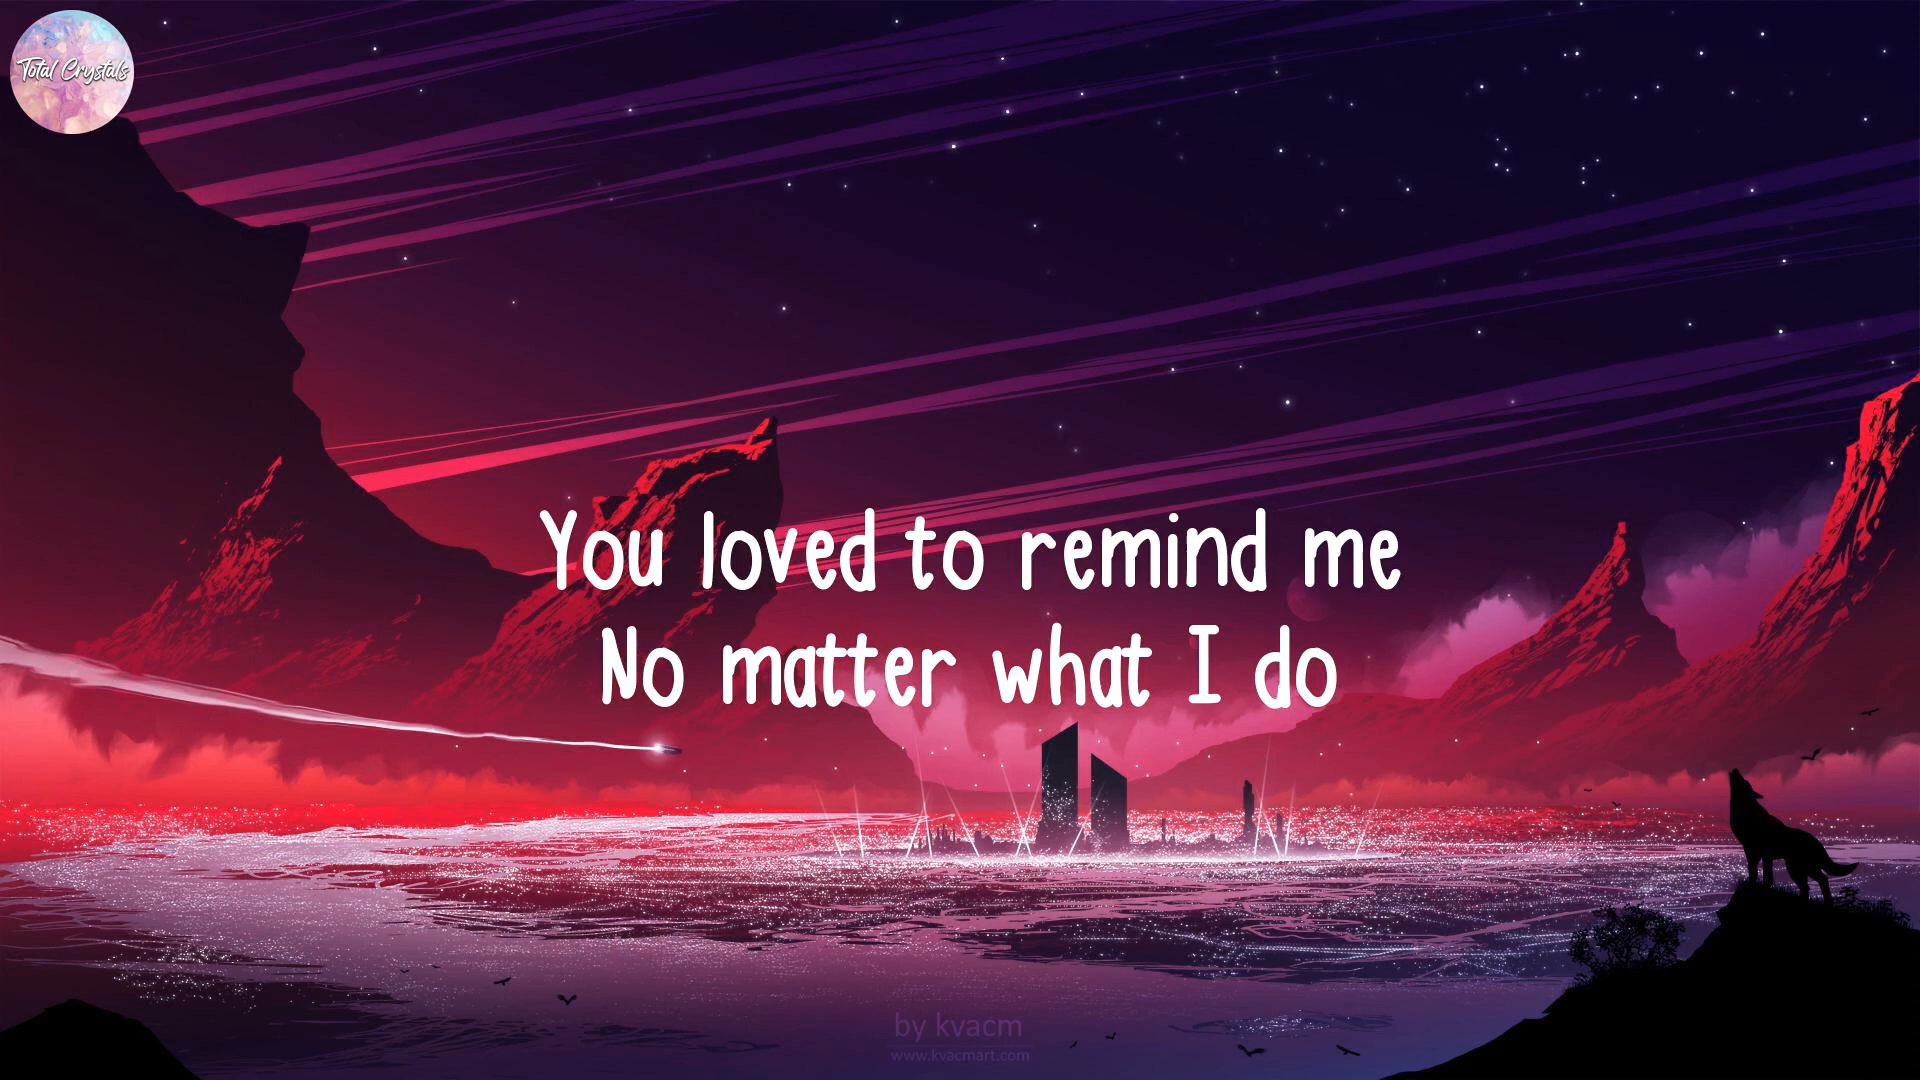 Total Crystals
You loved to remind me
No matter what I do
by kvacm
www.kvacmart.com